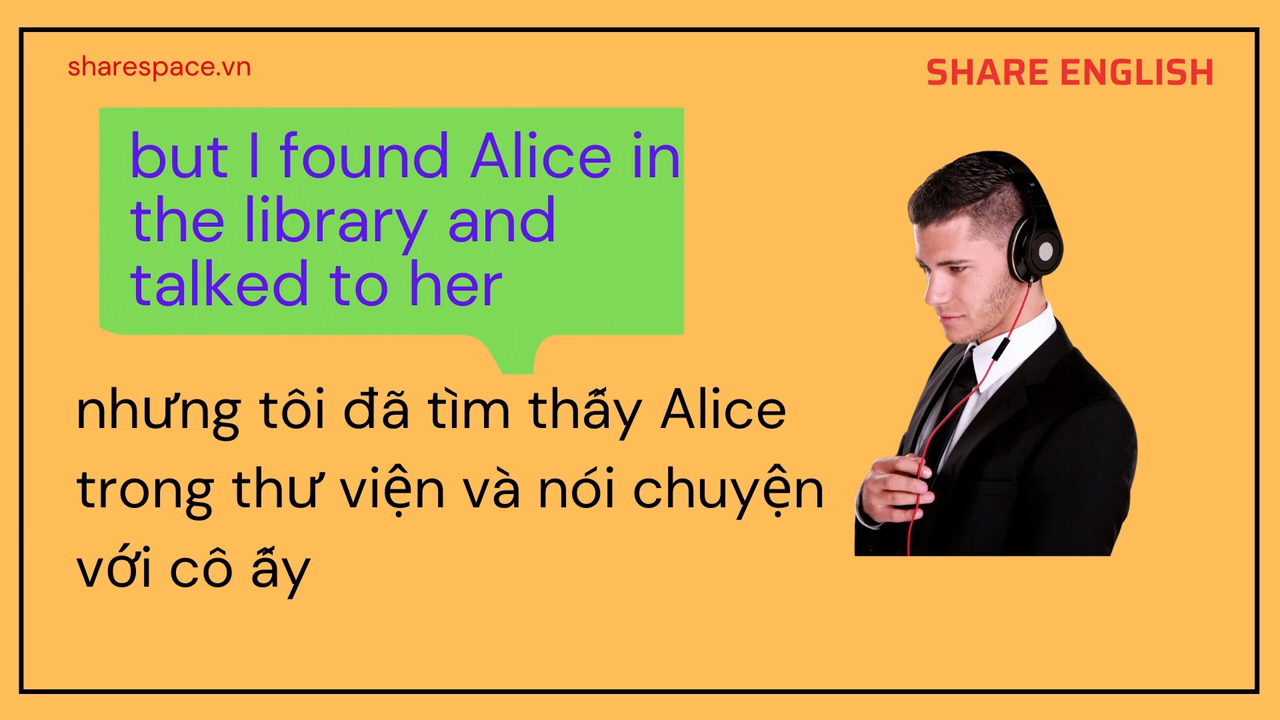 sharespace.vn
SHARE ENGLISH
but I found Alice in
the library and
talked to her
nhưng tôi đã tìm thấy Alice
trong thư viện và nói chuyện
với cô ấy